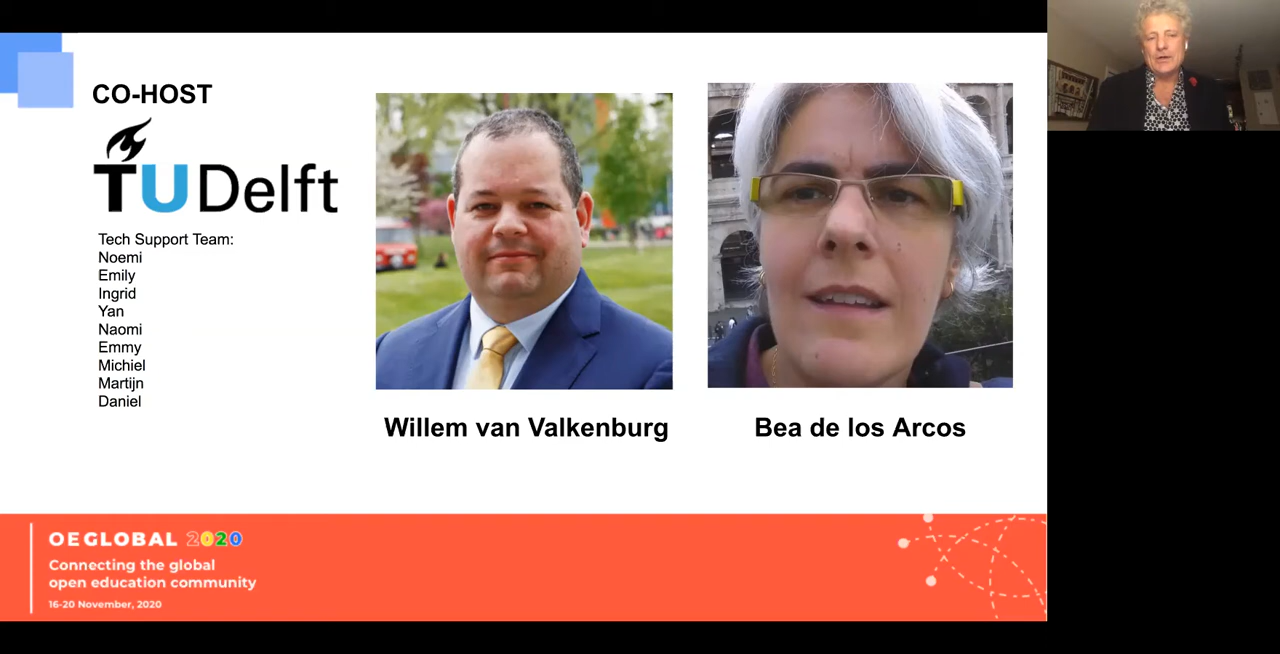 CO-HOST
TUDelft
Tech Support Team:
Noemi
Emily
Ingrid
Yan
Naomi
Emmy
Michiel
Martijn
Daniel
Willem van Valkenburg
Bea de los Arcos
OEGLOBAL 2020
Connecting the global
open education community
16-20 November, 2020